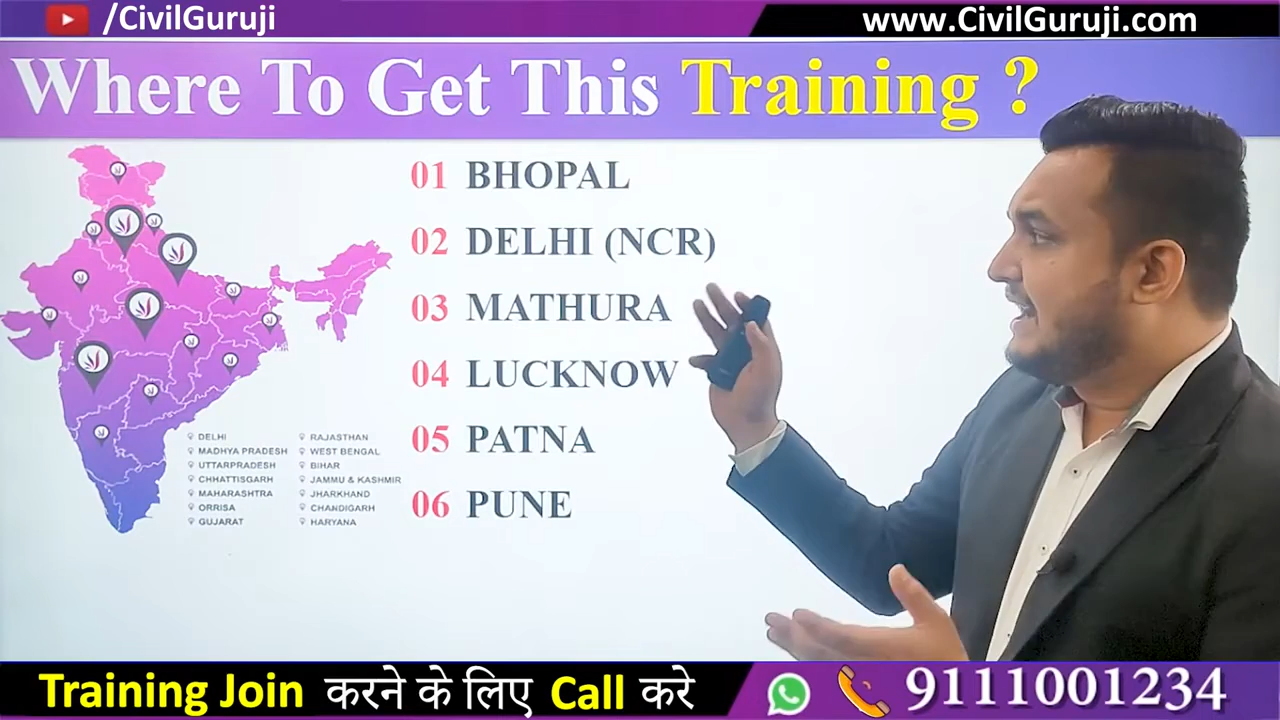 /CivilGuruji
www.CivilGuruji.com
Where To Get This Training ?
01 BHOPAL
02 DELHI (NCR)
03 MATHURA
04 LUCKNOW
05 PATNA
06 PUNE
DELHI
MADHYA PRADESH
UTTARPRADESH
CHHATTISGARH
MAHARASHTRA
ORRISA
GUJARAT
RAJASTHAN
WEST BENGAL
BIHAR
JAMMU & KASHMIR
JHARKHAND
CHANDIGARH
HARYANA
Training Join करने के लिए Call करे
9111001234